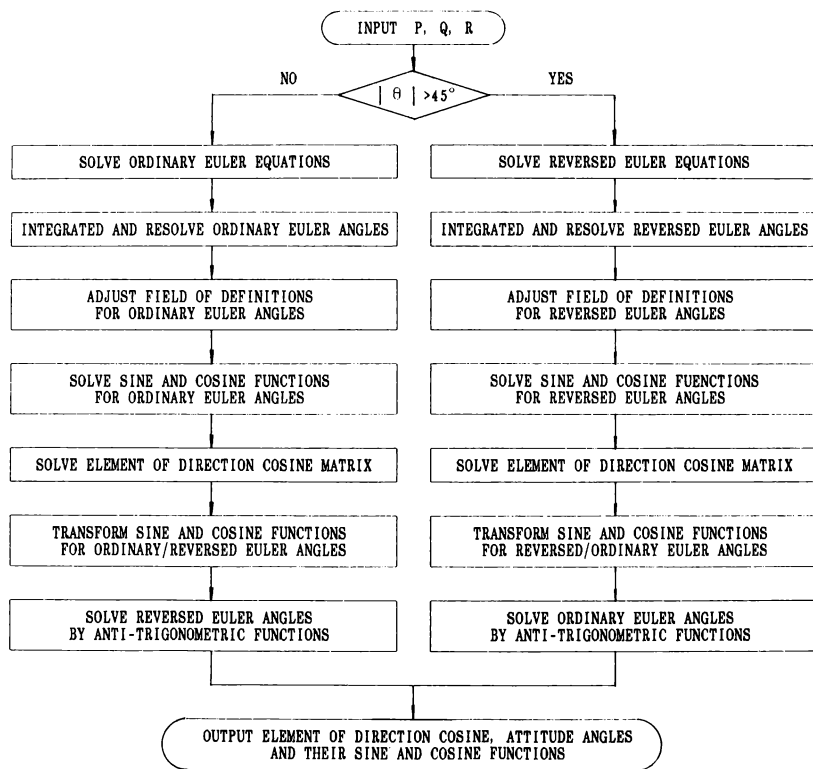 INPUT P, Q, R
NO
YES
| θ | >45°
SOLVE ORDINARY EULER EQUATIONS
INTEGRATED AND RESOLVE ORDINARY EULER ANGLES
ADJUST FIELD OF DEFINITIONS
FOR ORDINARY EULER ANGLES
SOLVE SINE AND COSINE FUNCTIONS
FOR ORDINARY EULER ANGLES
SOLVE ELEMENT OF DIRECTION COSINE MATRIX
TRANSFORM SINE AND COSINE FUNCTIONS
FOR ORDINARY/REVERSED EULER ANGLES
SOLVE REVERSED EULER ANGLES
BY ANTI-TRIGONOMETRIC FUNCTIONS
SOLVE REVERSED EULER EQUATIONS
INTEGRATED AND RESOLVE REVERSED EULER ANGLES
ADJUST FIELD OF DEFINITIONS
FOR REVERSED EULER ANGLES
SOLVE SINE AND COSINE FUENCTIONS
FOR REVERSED EULER ANGLES
SOLVE ELEMENT OF DIRECTION COSINE MATRIX
TRANSFORM SINE AND COSINE FUNCTIONS
FOR REVERSED/ORDINARY EULER ANGLES
SOLVE ORDINARY EULER ANGLES
BY ANTI-TRIGONOMETRIC FUNCTIONS
OUTPUT ELEMENT OF DIRECTION COSINE, ATTITUDE ANGLES
AND THEIR SINE AND COSINE FUNCTIONS